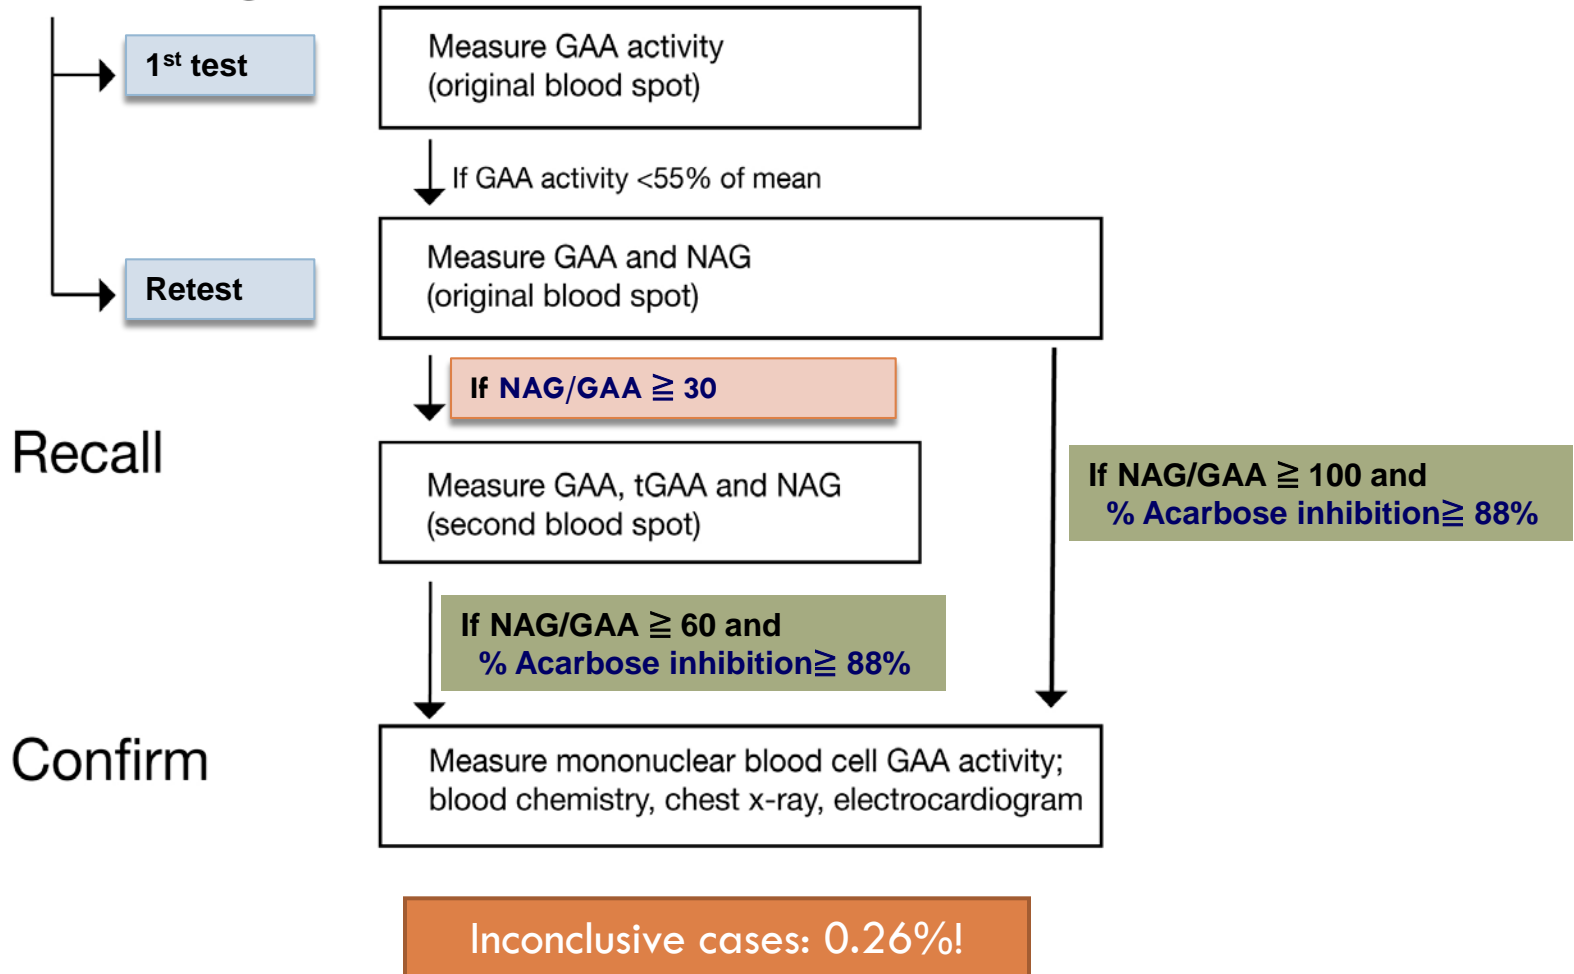 1st test
Measure GAA activity
(original blood spot)
If GAA activity <55% of mean
Retest
Measure GAA and NAG
(original blood spot)
If NAG/GAA ≧ 30
Recall
Measure GAA, tGAA and NAG
(second blood spot)
If NAG/GAA ≧ 100 and
% Acarbose inhibition≧ 88%
If NAG/GAA ≧ 60 and
% Acarbose inhibition≧ 88%
Confirm
Measure mononuclear blood cell GAA activity;
blood chemistry, chest x-ray, electrocardiogram
Inconclusive cases: 0.26%!